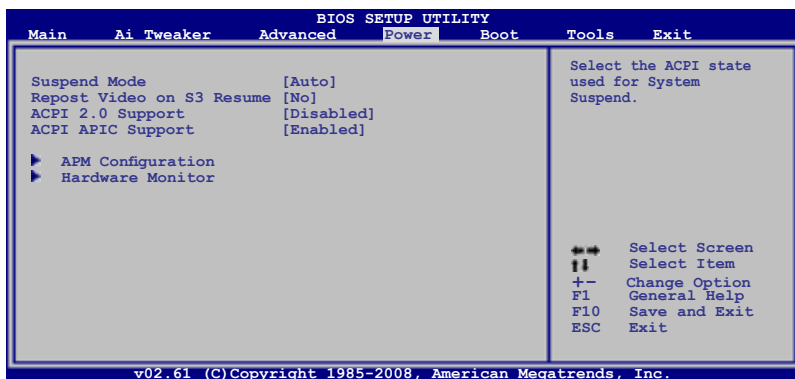 BIOS SETUP UTILITY
Main Ai Tweaker Advanced Power Boot Tools Exit
Suspend Mode [Auto]
Repost Video on S3 Resume [No]
ACPI 2.0 Support [Disabled]
ACPI APIC Support [Enabled]
APM Configuration
Hardware Monitor
Select the ACPI state
used for System
Suspend.
Select Screen
Select Item
+- Change Option
F1 General Help
F10 Save and Exit
ESC Exit
v02.61 (C)Copyright 1985-2008, American Megatrends, Inc.